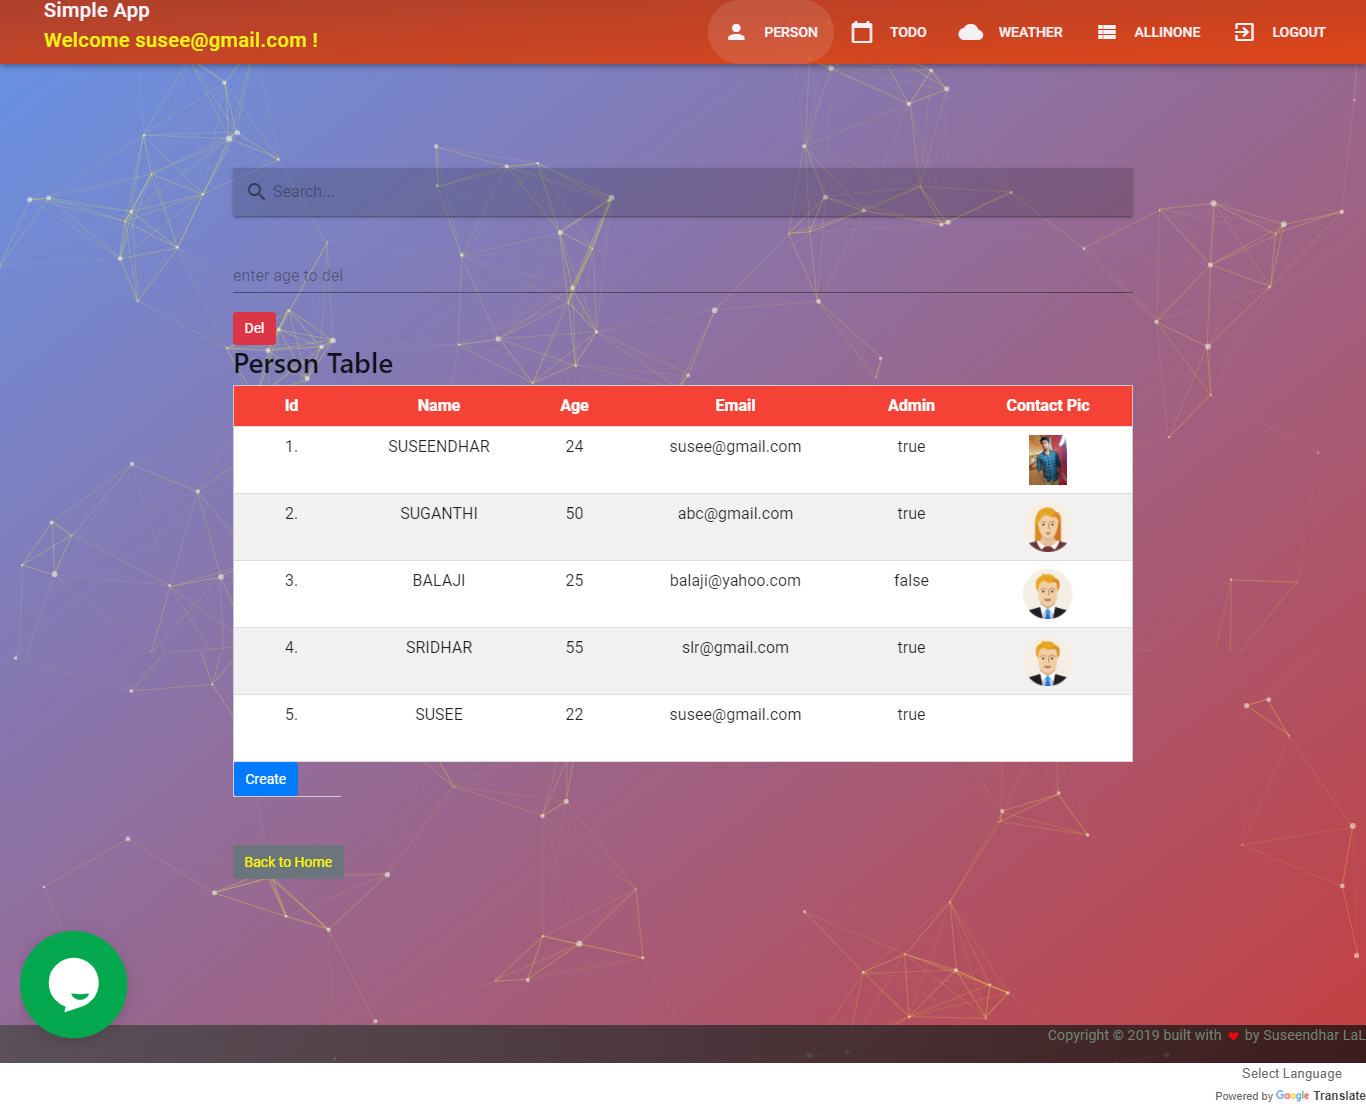 Simple App
Welcome susee@gmail.com !
PERSON TODO WEATHER ALLINONE LOGOUT
Search...
enter age to del
Del
Person Table
Id Name Age Email Admin Contact Pic
1. SUSEENDHAR 24 susee@gmail.com true
2. SUGANTHI 50 abc@gmail.com true
3. BALAJI 25 balaji@yahoo.com false
4. SRIDHAR 55 slr@gmail.com true
5. SUSEE 22 susee@gmail.com true
Create
Back to Home
Copyright © 2019 built with ❤ by Suseendhar LaL
Select Language
Powered by Google Translate